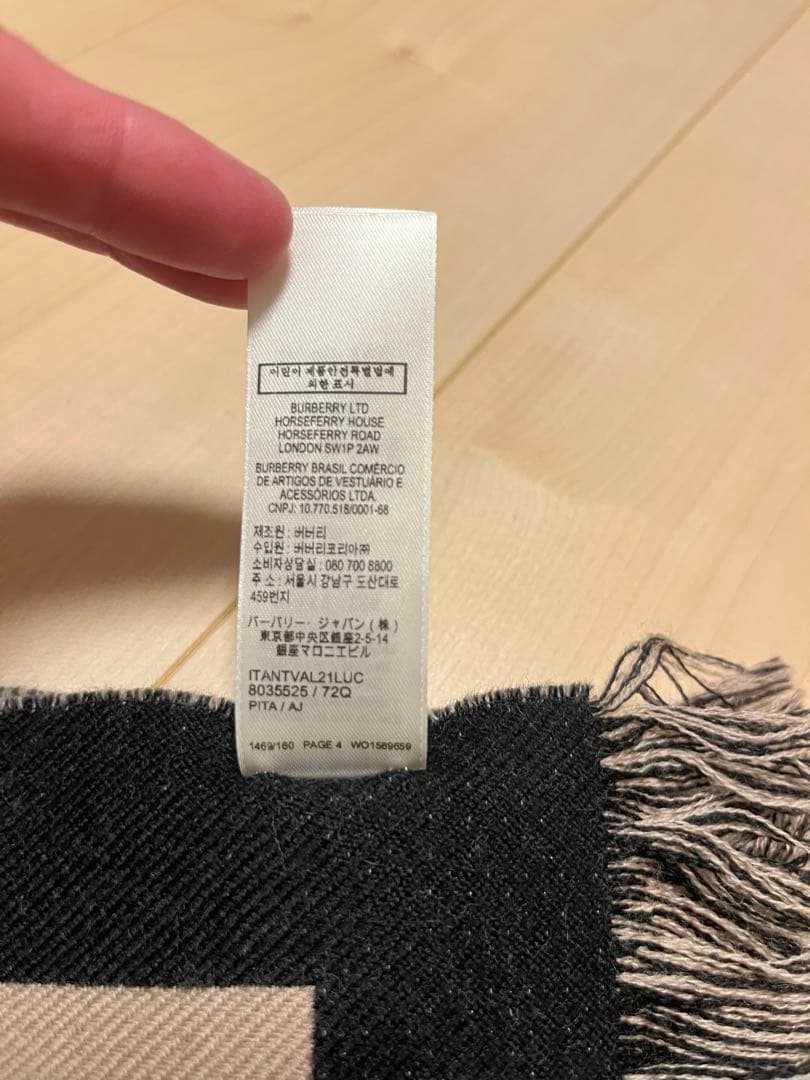 어린이 제품안전특별법에
의한 표시
BURBERRY LTD
HORSEFERRY HOUSE
HORSEFERRY ROAD
LONDON SW1P 2AW
BURBERRY BRASIL COMÉRCIO
DE ARTIGOS DE VESTUÁRIO E
ACESSÓRIOS LTDA.
CNPJ: 10.770.518/0001-68
제조원 : 버버리
수입원 : 버버리코리아㈜
소비자상담실 : 080 700 8800
주 소 : 서울시 강남구 도산대로
459번지
バーバリー・ジャパン(株)
東京都中央区銀座2-5-14
銀座マロニエビル
ITANTVAL21LUC
8035525 / 72Q
PITA / AJ
1469/160 PAGE 4 WO1589659